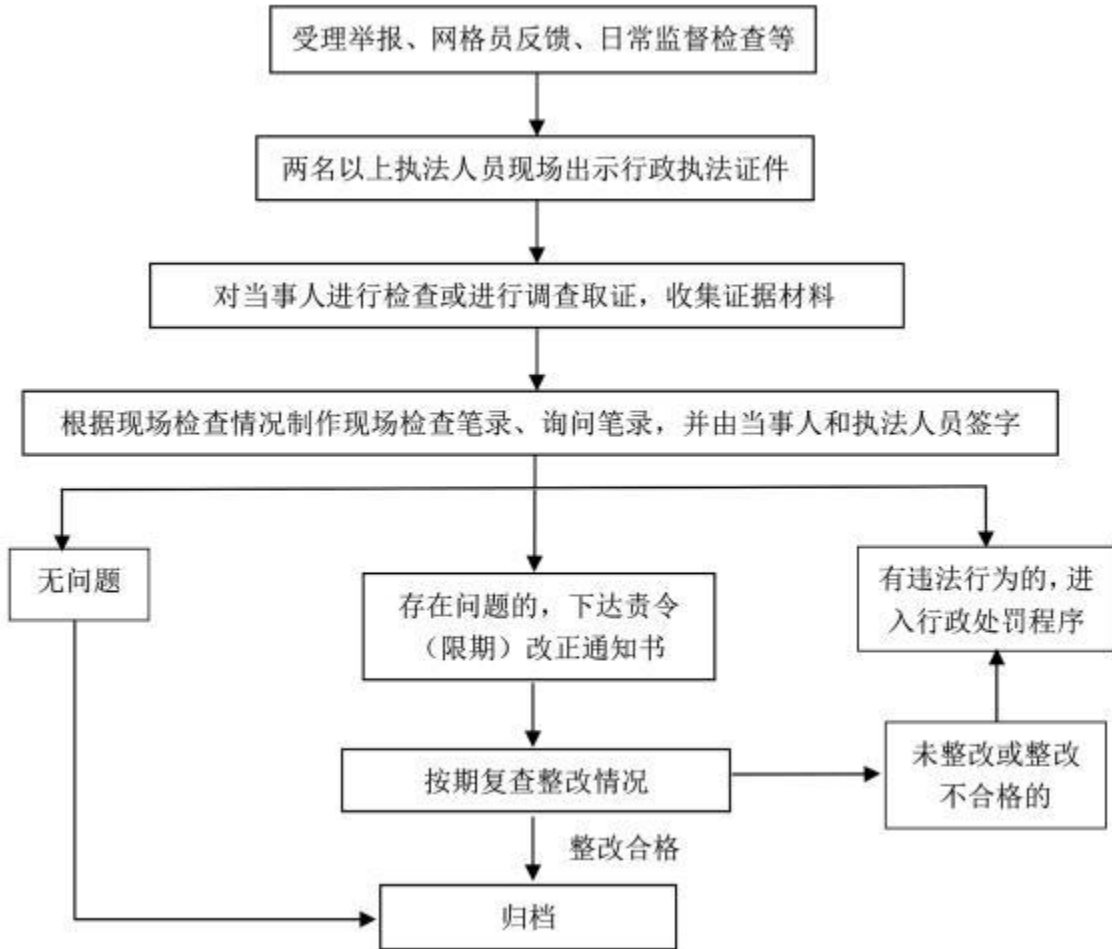 受理举报、网格员反馈、日常监督检查等
两名以上执法人员现场出示行政执法证件
对当事人进行检查或进行调查取证，收集证据材料
根据现场检查情况制作现场检查笔录、询问笔录，并由当事人和执法人员签字
无问题
存在问题的，下达责令
（限期）改正通知书
有违法行为的，进
入行政处罚程序
按期复查整改情况
未整改或整改
不合格的
整改合格
归档